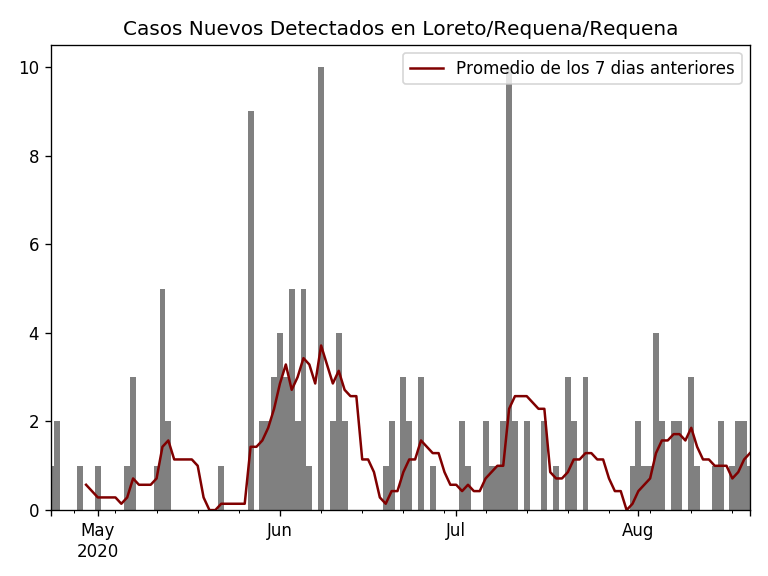 Casos Nuevos Detectados en Loreto/Requena/Requena
Promedio de los 7 dias anteriores
10
8
6
4
2
0
May
2020
Jun
Jul
Aug